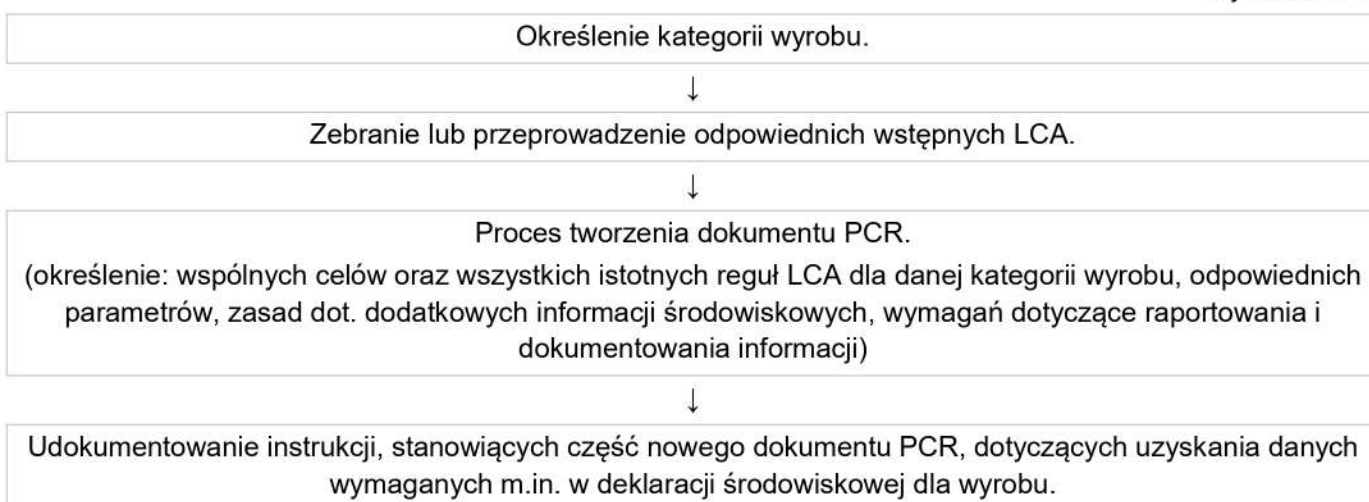 Określenie kategorii wyrobu.
↓
Zebranie lub przeprowadzenie odpowiednich wstępnych LCA.
↓
Proces tworzenia dokumentu PCR.
(określenie: wspólnych celów oraz wszystkich istotnych reguł LCA dla danej kategorii wyrobu, odpowiednich
parametrów, zasad dot. dodatkowych informacji środowiskowych, wymagań dotyczące raportowania i
dokumentowania informacji)
↓
Udokumentowanie instrukcji, stanowiących część nowego dokumentu PCR, dotyczących uzyskania danych
wymaganych m.in. w deklaracji środowiskowej dla wyrobu.